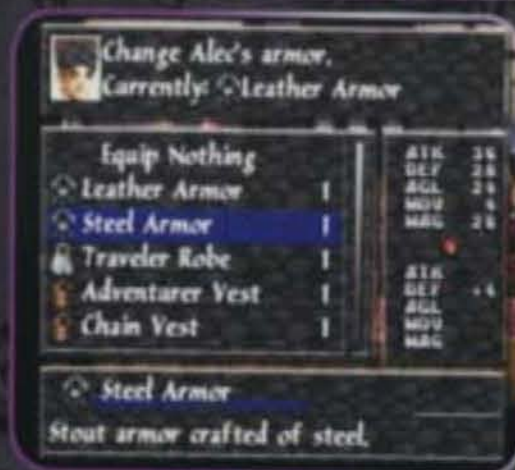 Change Alec's armor.
Currently: Leather Armor
Equip Nothing
Leather Armor 1
Steel Armor 1
Traveler Robe 1
Adventurer Vest 1
Chain Vest 1
ATK
DEF
AGL
MOV
MAG
ATK
DEF
AGL
MOV
MAG
Steel Armor
Stout armor crafted of steel.